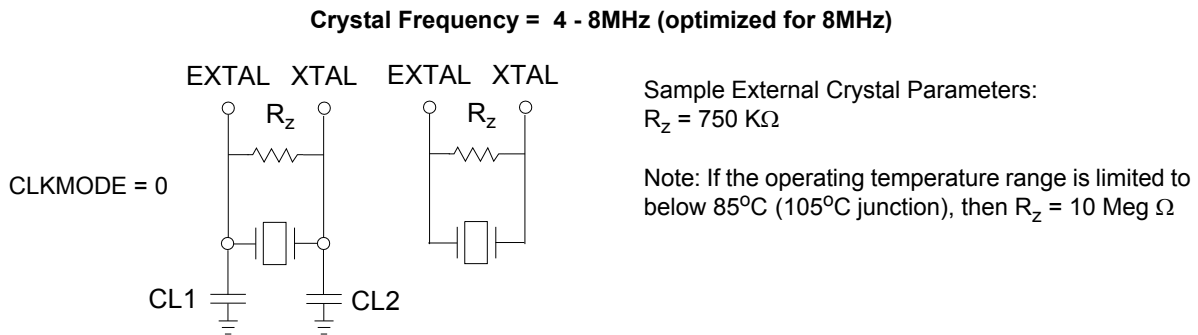 Crystal Frequency = 4 - 8MHz (optimized for 8MHz)
EXTAL XTAL
EXTAL XTAL
Rz
Rz
CLKMODE = 0
CL1
CL2
Sample External Crystal Parameters:
Rz = 750 KΩ
Note: If the operating temperature range is limited to
below 85oC (105oC junction), then Rz = 10 Meg Ω